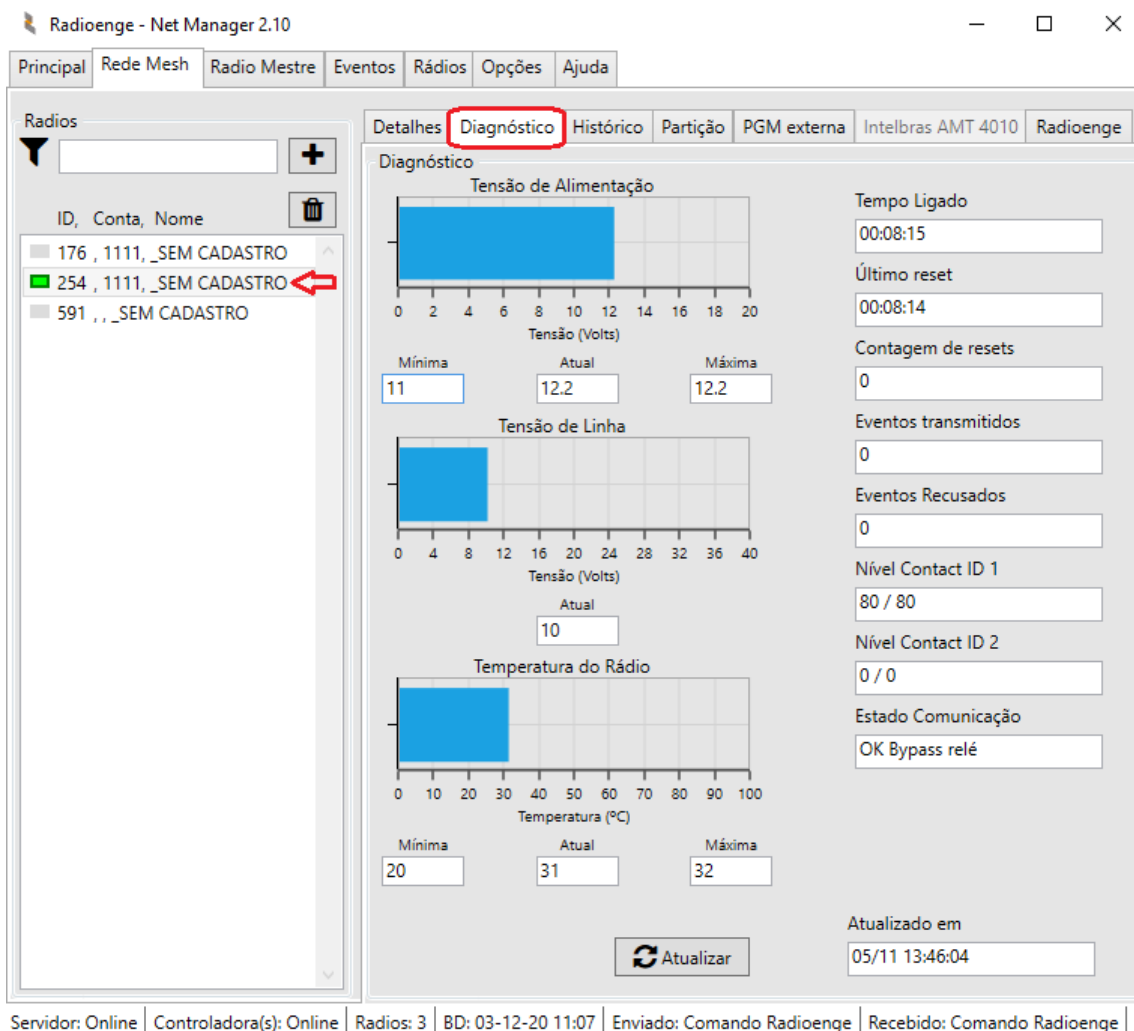 Radioenge - Net Manager 2.10
Principal Rede Mesh Radio Mestre Eventos Rádios Opções Ajuda
Radios
ID, Conta, Nome
176 , 1111, _SEM CADASTRO
254 , 1111, _SEM CADASTRO
591 , , _SEM CADASTRO
Detalhes Diagnóstico Histórico Partição PGM externa Intelbras AMT 4010 Radioenge
Diagnóstico
Tensão de Alimentação
0 2 4 6 8 10 12 14 16 18 20
Tensão (Volts)
Mínima Atual Máxima
11 12.2 12.2
Tensão de Linha
0 4 8 12 16 20 24 28 32 36 40
Tensão (Volts)
Atual
10
Temperatura do Rádio
0 10 20 30 40 50 60 70 80 90 100
Temperatura (ºC)
Mínima Atual Máxima
20 31 32
Atualizar
Tempo Ligado
00:08:15
Último reset
00:08:14
Contagem de resets
0
Eventos transmitidos
0
Eventos Recusados
0
Nível Contact ID 1
80 / 80
Nível Contact ID 2
0 / 0
Estado Comunicação
OK Bypass relé
Atualizado em
05/11 13:46:04
Servidor: Online Controladora(s): Online Radios: 3 BD: 03-12-20 11:07 Enviado: Comando Radioenge Recebido: Comando Radioenge